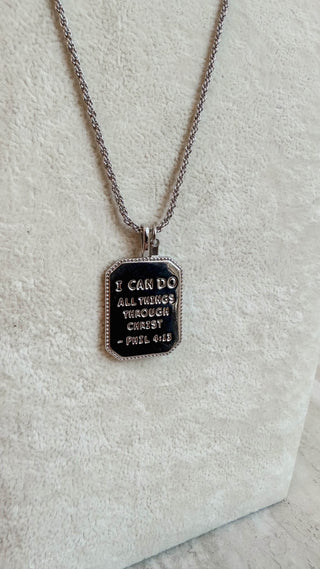 I CAN DO
ALL THINGS
THROUGH
CHRIST
- PHIL 4:13